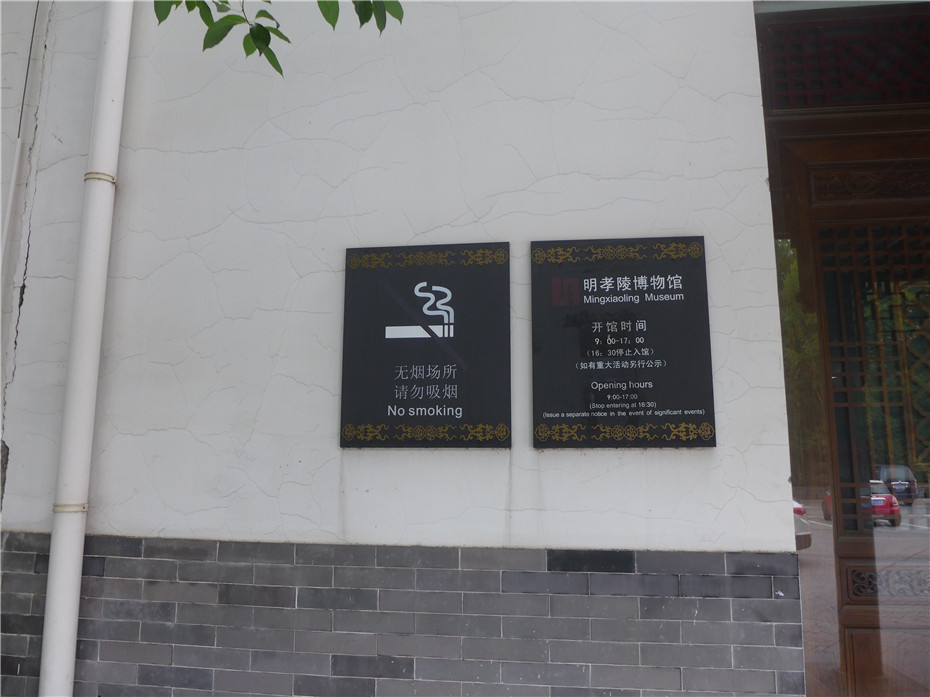 无烟场所
请勿吸烟
No smoking
明孝陵博物馆
Mingxiaoling Museum
开馆时间
9：00-17：00
（16：30停止入馆）
（如有重大活动另行公示）
Opening hours
9:00-17:00
(Stop entering at 16:30)
(Issue a separate notice in the event of significant events)